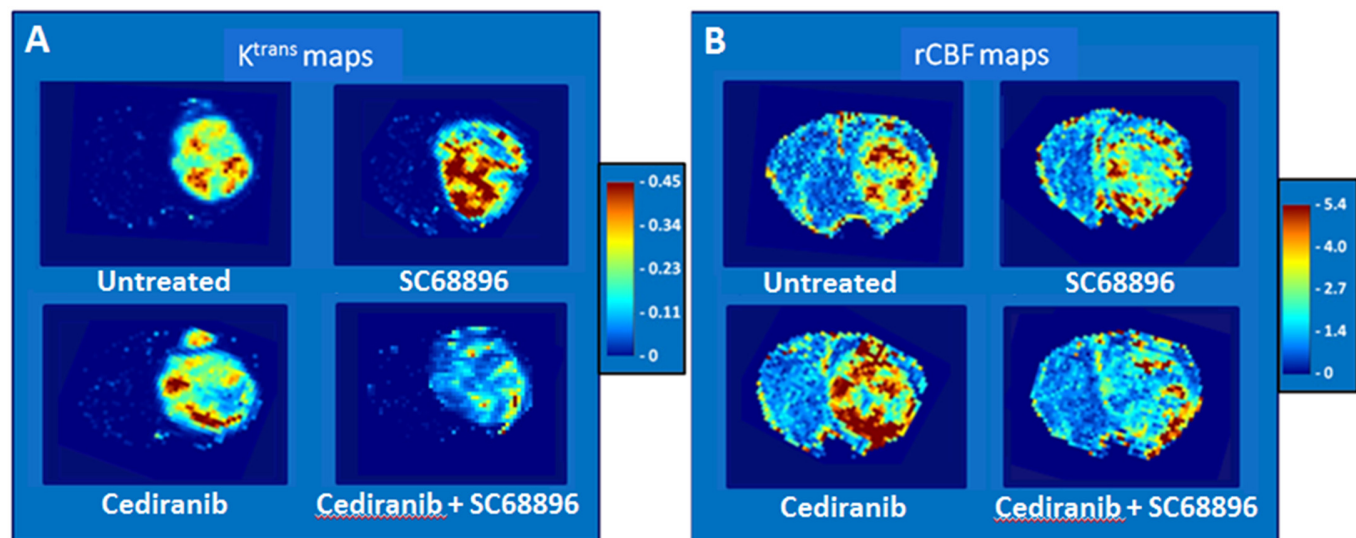 A
K^trans maps
Untreated
SC68896
Cediranib
Cediranib + SC68896
- 0.45
- 0.34
- 0.23
- 0.11
- 0
B
rCBF maps
Untreated
SC68896
Cediranib
Cediranib + SC68896
- 5.4
- 4.0
- 2.7
- 1.4
- 0